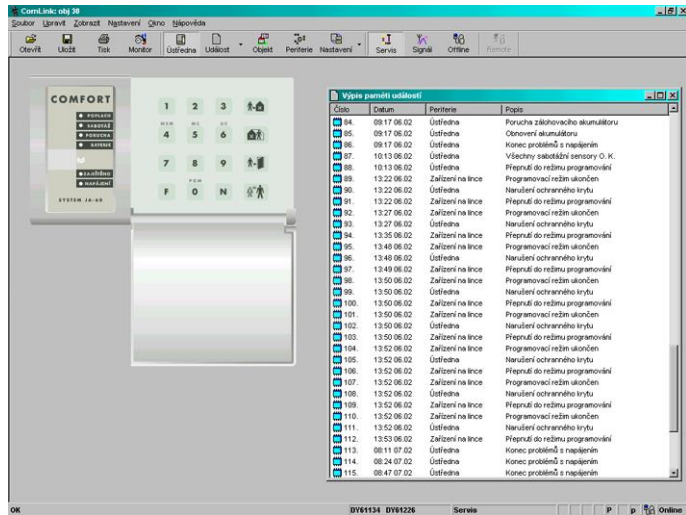 ComLink: obj 30
Soubor Upravit Zobrazit Nastavení Okno Nápověda
Otevřít Uložit Tisk Monitor Ústředna Událost Objekt Periferie Nastavení Servis Signál Offline Remote
COMFORT
POPLACH
SABOTÁŽ
PORUCHA
BATERIE
ZAJIŠTĚNO
NAPÁJENÍ
SYSTEM JA-60
1 2 3
MEM
4 5 6
7 8 9
F 0 N
Výpis paměti událostí
Číslo Datum Periferie Popis
84. 09:17 06.02 Ústředna Porucha zálohovacího akumulátoru
85. 09:17 06.02 Ústředna Obnovení akumulátoru
86. 09:17 06.02 Ústředna Konec problémů s napájením
87. 10:13 06.02 Ústředna Všechny sabotážní sensory O. K.
88. 10:13 06.02 Ústředna Přepnutí do režimu programování
89. 13:22 06.02 Zařízení na lince Programovací režim ukončen
90. 13:22 06.02 Ústředna Narušení ochranného krytu
91. 13:22 06.02 Zařízení na lince Přepnutí do režimu programování
92. 13:27 06.02 Zařízení na lince Programovací režim ukončen
93. 13:27 06.02 Ústředna Narušení ochranného krytu
94. 13:35 06.02 Zařízení na lince Přepnutí do režimu programování
95. 13:48 06.02 Zařízení na lince Programovací režim ukončen
96. 13:48 06.02 Ústředna Narušení ochranného krytu
97. 13:49 06.02 Zařízení na lince Přepnutí do režimu programování
98. 13:50 06.02 Zařízení na lince Programovací režim ukončen
99. 13:50 06.02 Ústředna Narušení ochranného krytu
100. 13:50 06.02 Zařízení na lince Přepnutí do režimu programování
101. 13:50 06.02 Zařízení na lince Programovací režim ukončen
102. 13:50 06.02 Ústředna Narušení ochranného krytu
103. 13:50 06.02 Zařízení na lince Přepnutí do režimu programování
104. 13:52 06.02 Zařízení na lince Programovací režim ukončen
105. 13:52 06.02 Ústředna Narušení ochranného krytu
106. 13:52 06.02 Zařízení na lince Přepnutí do režimu programování
107. 13:52 06.02 Zařízení na lince Programovací režim ukončen
108. 13:52 06.02 Ústředna Narušení ochranného krytu
109. 13:52 06.02 Zařízení na lince Přepnutí do režimu programování
110. 13:52 06.02 Zařízení na lince Programovací režim ukončen
111. 13:52 06.02 Ústředna Narušení ochranného krytu
112. 13:53 06.02 Zařízení na lince Přepnutí do režimu programování
113. 08:11 07.02 Ústředna Konec problémů s napájením
114. 08:24 07.02 Ústředna Konec problémů s napájením
115. 08:47 07.02 Ústředna Konec problémů s napájením
OK DY61134 DY61226 Servis P p Online